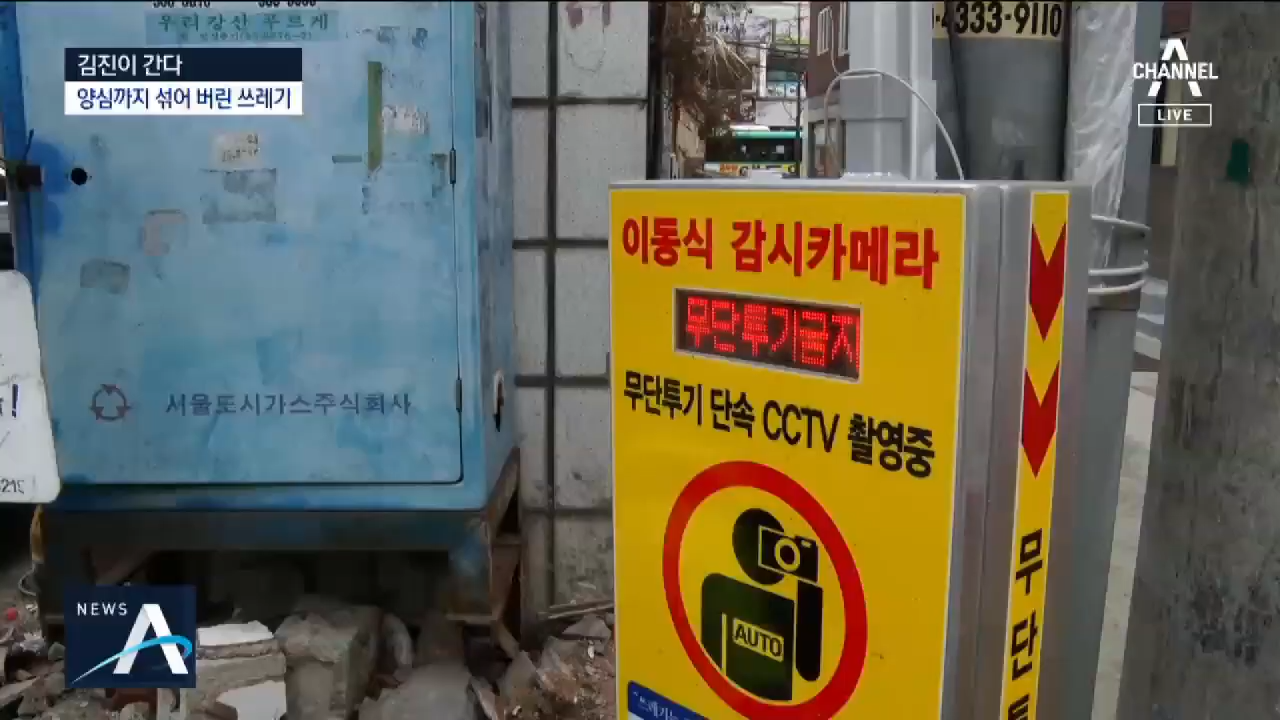 우리강산 푸르게
김진이 간다
양심까지 섞어 버린 쓰레기
4333-9110
CHANNEL A
LIVE
이동식 감시카메라
무단투기금지
무단투기 단속 CCTV 촬영중
서울도시가스주식회사
AUTO
무단투
NEWS A